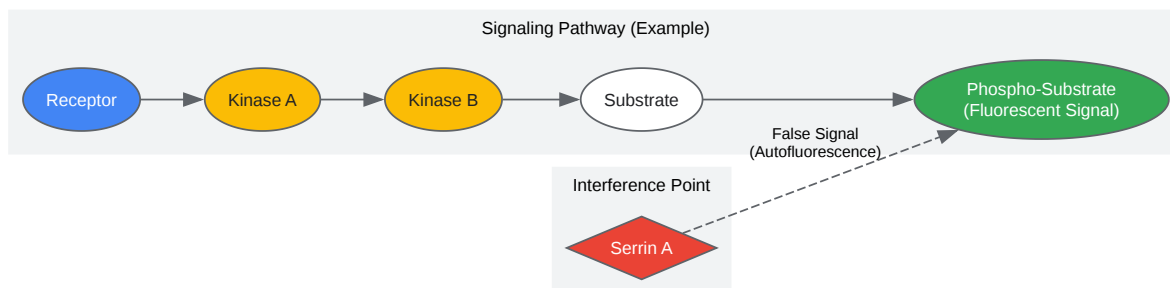 Signaling Pathway (Example)
Receptor
Kinase A
Kinase B
Substrate
Phospho-Substrate
(Fluorescent Signal)
False Signal
(Autofluorescence)
Interference Point
Serrin A